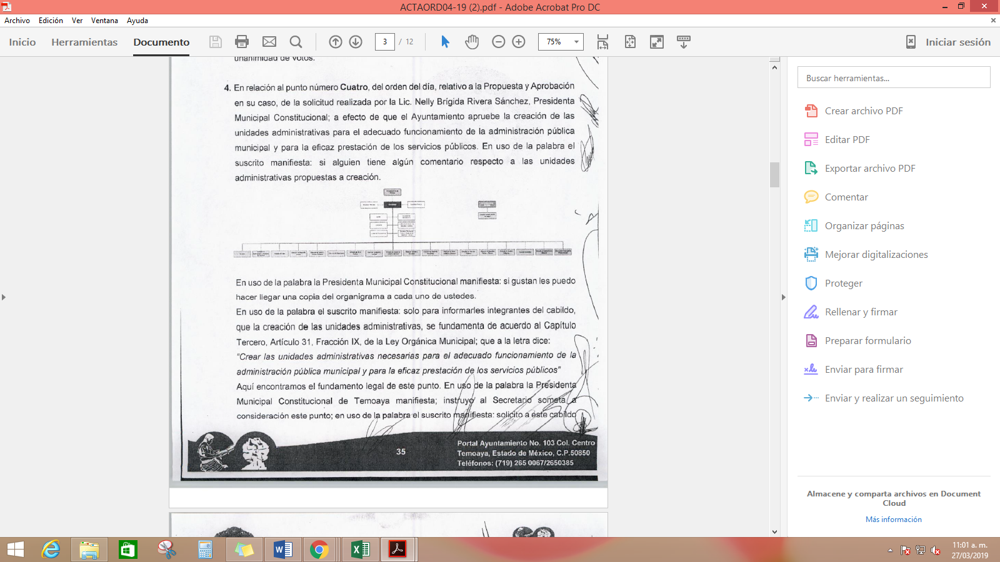 ACTAORD04-19 (2).pdf - Adobe Acrobat Pro DC
Archivo Edición Ver Ventana Ayuda
Inicio Herramientas Documento 3 / 12 75% Iniciar sesión
unanimidad de votos.
4. En relación al punto número Cuatro, del orden del día, relativo a la Propuesta y Aprobación
en su caso, de la solicitud realizada por la Lic. Nelly Brígida Rivera Sánchez, Presidenta
Municipal Constitucional; a efecto de que el Ayuntamiento apruebe la creación de las
unidades administrativas para el adecuado funcionamiento de la administración pública
municipal y para la eficaz prestación de los servicios públicos. En uso de la palabra el
suscrito manifiesta: si alguien tiene algún comentario respecto a las unidades
administrativas propuestas a creación.
En uso de la palabra la Presidenta Municipal Constitucional manifiesta: si gustan les puedo
hacer llegar una copia del organigrama a cada uno de ustedes.
En uso de la palabra el suscrito manifiesta: solo para informarles integrantes del cabildo,
que la creación de las unidades administrativas, se fundamenta de acuerdo al Capítulo
Tercero, Artículo 31, Fracción IX, de la Ley Orgánica Municipal; que a la letra dice:
"Crear las unidades administrativas necesarias para el adecuado funcionamiento de la
administración pública municipal y para la eficaz prestación de los servicios públicos"
Aquí encontramos el fundamento legal de este punto. En uso de la palabra la Presidenta
Municipal Constitucional de Temoaya manifiesta; instruyo al Secretario someta a
consideración este punto; en uso de la palabra el suscrito manifiesta: solicito a este cabildo
35
Portal Ayuntamiento No. 103 Col. Centro
Temoaya, Estado de México, C.P.50850
Teléfonos: (719) 265 0067/2650385
Buscar herramientas...
Crear archivo PDF
Editar PDF
Exportar archivo PDF
Comentar
Organizar páginas
Mejorar digitalizaciones
Proteger
Rellenar y firmar
Preparar formulario
Enviar para firmar
Enviar y realizar un seguimiento
Almacene y comparta archivos en Document
Cloud
Más información
11:01 a. m.
27/03/2019